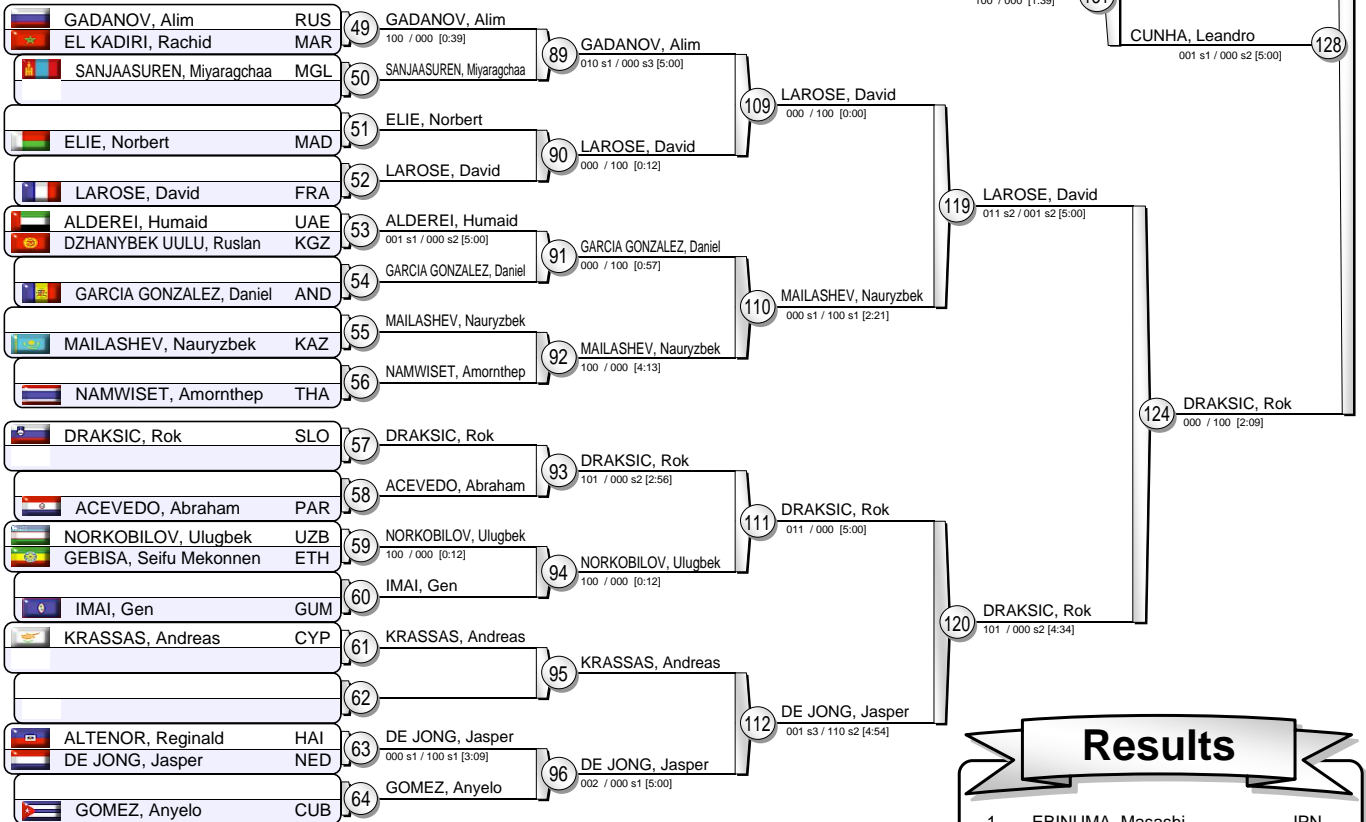 100 / 000 [1:39]
CUNHA, Leandro
001 s1 / 000 s2 [5:00]
128
GADANOV, Alim RUS
EL KADIRI, Rachid MAR
49
GADANOV, Alim
100 / 000 [0:39]
SANJAASUREN, Miyaragchaa MGL
50
SANJAASUREN, Miyaragchaa
89
GADANOV, Alim
010 s1 / 000 s3 [5:00]
ELIE, Norbert MAD
51
ELIE, Norbert
LAROSE, David FRA
52
LAROSE, David
90
LAROSE, David
000 / 100 [0:12]
109
LAROSE, David
000 / 100 [0:00]
ALDEREI, Humaid UAE
DZHANYBEK UULU, Ruslan KGZ
53
ALDEREI, Humaid
001 s1 / 000 s2 [5:00]
GARCIA GONZALEZ, Daniel AND
54
GARCIA GONZALEZ, Daniel
91
GARCIA GONZALEZ, Daniel
000 / 100 [0:57]
MAILASHEV, Nauryzbek KAZ
55
MAILASHEV, Nauryzbek
NAMWISET, Amornthep THA
56
NAMWISET, Amornthep
92
MAILASHEV, Nauryzbek
100 / 000 [4:13]
110
MAILASHEV, Nauryzbek
000 s1 / 100 s1 [2:21]
119
LAROSE, David
011 s2 / 001 s2 [5:00]
DRAKSIC, Rok SLO
57
DRAKSIC, Rok
ACEVEDO, Abraham PAR
58
ACEVEDO, Abraham
93
DRAKSIC, Rok
101 / 000 s2 [2:56]
NORKOBILOV, Ulugbek UZB
GEBISA, Seifu Mekonnen ETH
59
NORKOBILOV, Ulugbek
100 / 000 [0:12]
IMAI, Gen GUM
60
IMAI, Gen
94
NORKOBILOV, Ulugbek
100 / 000 [0:12]
111
DRAKSIC, Rok
011 / 000 [5:00]
KRASSAS, Andreas CYP
61
KRASSAS, Andreas
62
95
KRASSAS, Andreas
ALTENOR, Reginald HAI
DE JONG, Jasper NED
63
DE JONG, Jasper
000 s1 / 100 s1 [3:09]
GOMEZ, Anyelo CUB
64
GOMEZ, Anyelo
96
DE JONG, Jasper
002 / 000 s1 [5:00]
112
DE JONG, Jasper
001 s3 / 110 s2 [4:54]
120
DRAKSIC, Rok
101 / 000 s2 [4:34]
124
DRAKSIC, Rok
000 / 100 [2:09]
Results
1 EBINUMA, Masashi JPN